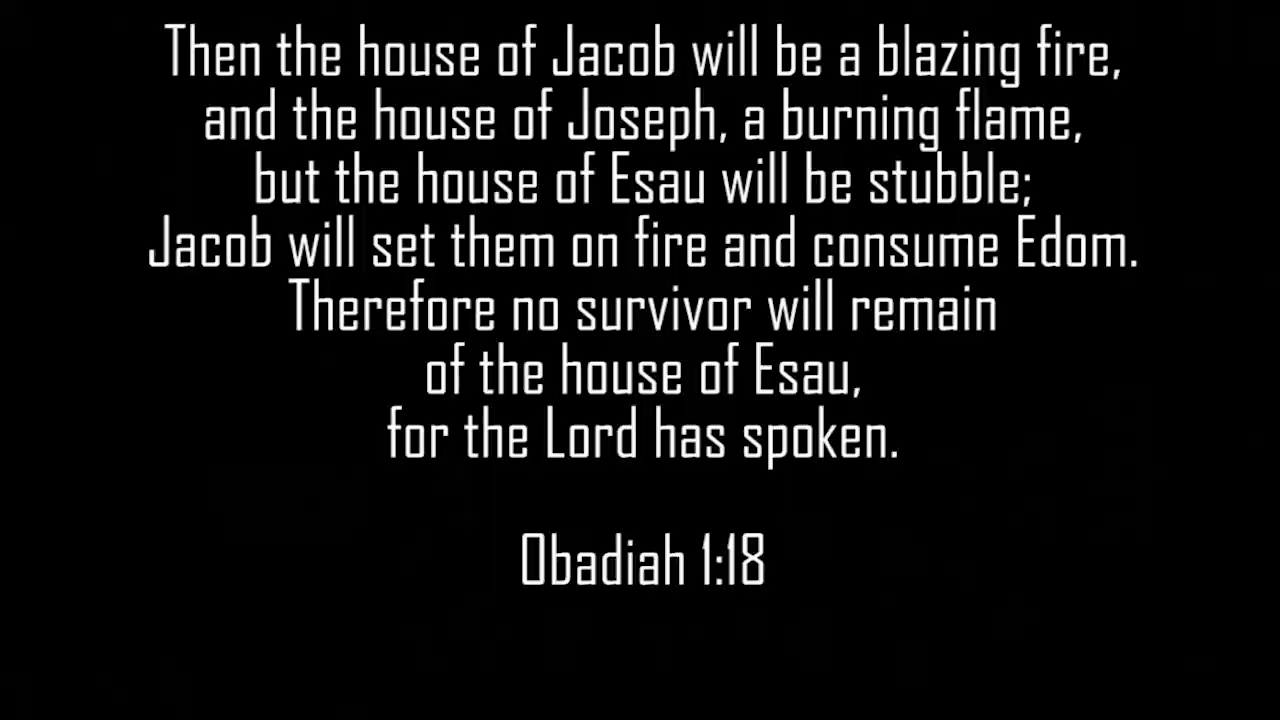 Then the house of Jacob will be a blazing fire,
and the house of Joseph, a burning flame,
but the house of Esau will be stubble;
Jacob will set them on fire and consume Edom.
Therefore no survivor will remain
of the house of Esau,
for the Lord has spoken.
Obadiah 1:18